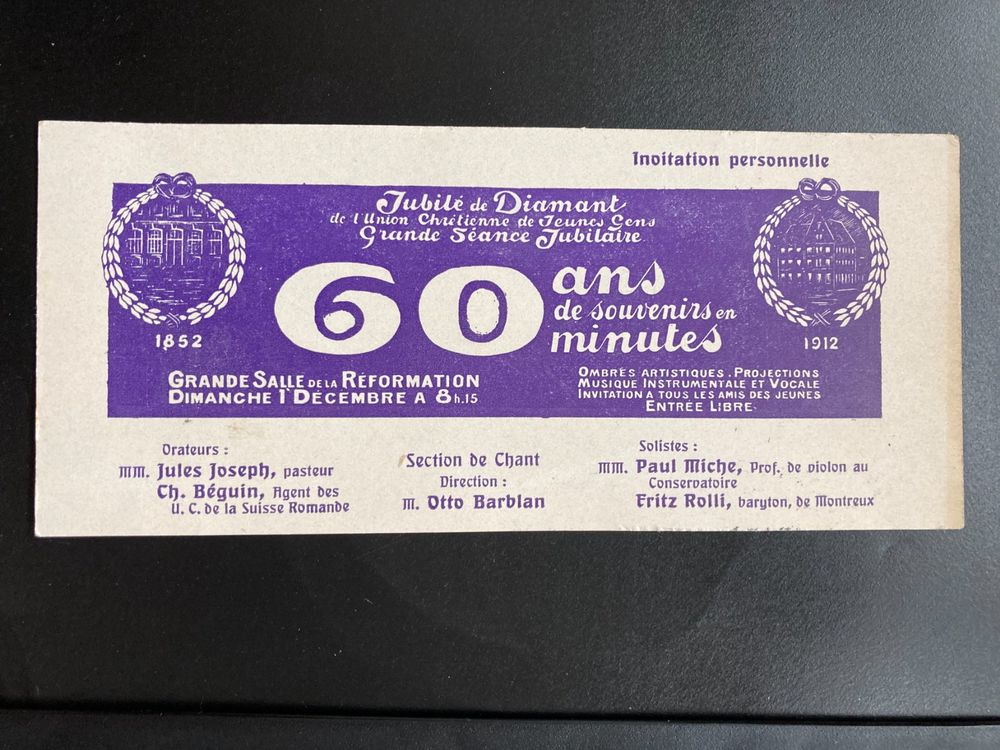 Invitation personnelle
Jubilé de Diamant
de l'Union Chrétienne de Jeunes Gens
Grande Séance Jubilaire
60 ans
de souvenirs en
minutes
1852
1912
GRANDE SALLE DE LA RÉFORMATION
DIMANCHE 1r DÉCEMBRE A 8h.15
OMBRES ARTISTIQUES. PROJECTIONS
MUSIQUE INSTRUMENTALE ET VOCALE
INVITATION A TOUS LES AMIS DES JEUNES
ENTRÉE LIBRE
Orateurs :
MM. Jules Joseph, pasteur
Ch. Béguin, Agent des
U. C. de la Suisse Romande
Section de Chant
Direction :
M. Otto Barblan
Solistes :
MM. Paul Miche, Prof. de violon au
Conservatoire
Fritz Rolli, baryton, de Montreux